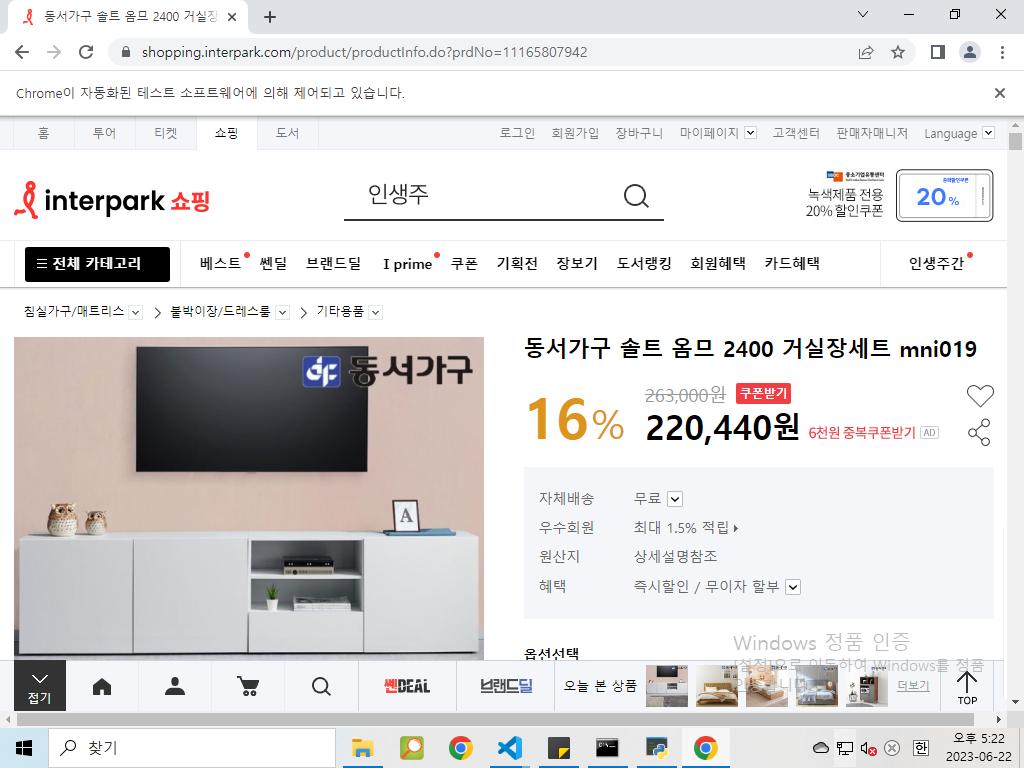 동서가구 솔트 옴므 2400 거실장
shopping.interpark.com/product/productInfo.do?prdNo=11165807942
Chrome이 자동화된 테스트 소프트웨어에 의해 제어되고 있습니다.
홈 투어 티켓 쇼핑 도서 로그인 회원가입 장바구니 마이페이지 고객센터 판매자매니저 Language
interpark 쇼핑
인생주
중소기업유통센터
녹색제품 전용
20% 할인쿠폰
중복할인쿠폰
20%
전체 카테고리 베스트 쎈딜 브랜드딜 I prime 쿠폰 기획전 장보기 도서랭킹 회원혜택 카드혜택 인생주간
침실가구/매트리스 > 붙박이장/드레스룸 > 기타용품
동서가구
A
동서가구 솔트 옴므 2400 거실장세트 mni019
16%
263,000원 쿠폰받기
220,440원 6천원 중복쿠폰받기 AD
자체배송 무료
우수회원 최대 1.5% 적립
원산지 상세설명참조
혜택 즉시할인 / 무이자 할부
옵션선택
Windows 정품 인증
[설정]으로 이동하여 Windows를 정품
접기
쎈DEAL
브랜드딜
오늘 본 상품
더보기
TOP
찾기
한
오후 5:22
2023-06-22